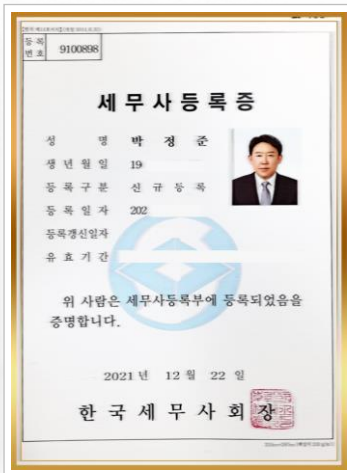 등록
번호 9100898
세무사등록증
성 명 박 정 준
생년월일 19
등록구분 신규등록
등록일자 202
등록갱신일자
유효기간
위 사람은 세무사등록부에 등록되었음을
증명합니다.
2021년 12월 22일
한국세무사회장